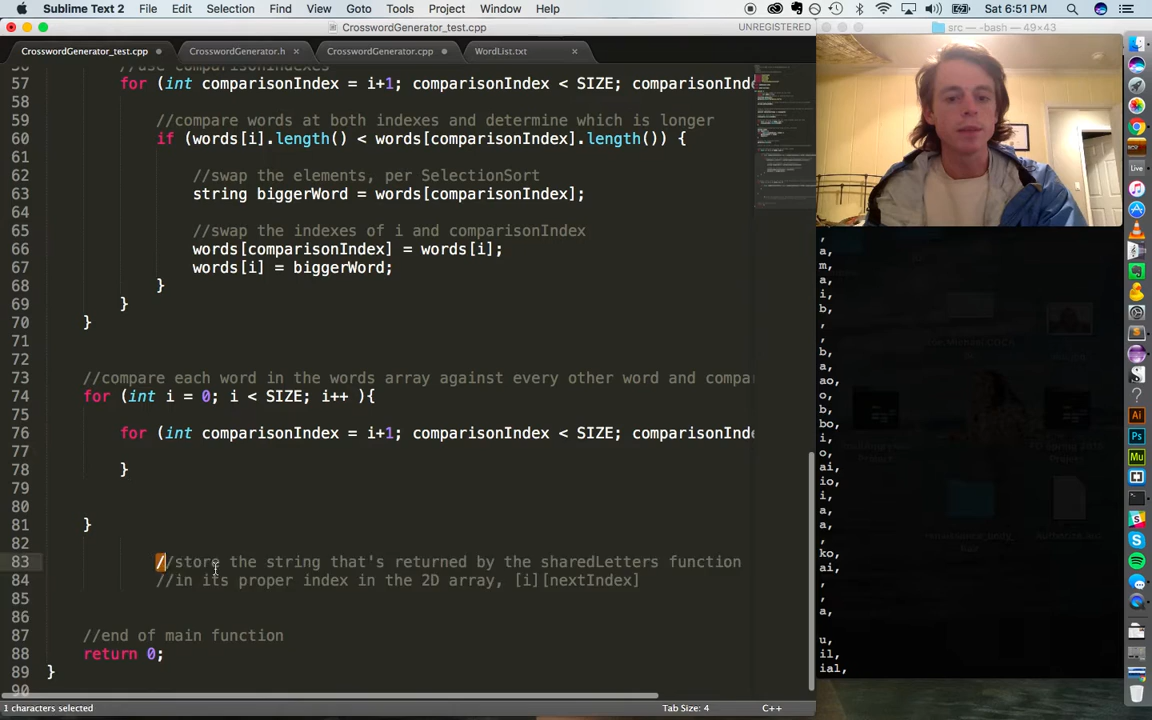 Sublime Text 2 File Edit Selection Find View Goto Tools Project Window Help Sat 6:51 PM
CrosswordGenerator_test.cpp UNREGISTERED src — -bash — 49×43
CrosswordGenerator_test.cpp CrosswordGenerator.h CrosswordGenerator.cpp WordList.txt
57 for (int comparisonIndex = i+1; comparisonIndex < SIZE; comparisonInde
58
59 //compare words at both indexes and determine which is longer
60 if (words[i].length() < words[comparisonIndex].length()) {
61
62 //swap the elements, per SelectionSort
63 string biggerWord = words[comparisonIndex];
64
65 //swap the indexes of i and comparisonIndex
66 words[comparisonIndex] = words[i];
67 words[i] = biggerWord;
68 }
69 }
70 }
71
72
73 //compare each word in the words array against every other word and compa
74 for (int i = 0; i < SIZE; i++ ){
75
76 for (int comparisonIndex = i+1; comparisonIndex < SIZE; comparisonInde
77
78 }
79
80
81 }
82
83 //store the string that's returned by the sharedLetters function
84 //in its proper index in the 2D array, [i][nextIndex]
85
86
87 //end of main function
88 return 0;
89 }
90
1 characters selected Tab Size: 4 C++
,
a,
m,
a,
i,
b,
,
b,
a,
ao,
o,
b,
bo,
i,
o,
ai,
io,
i,
a,
a,
,
ko,
ai,
,
,
a,
u,
il,
ial,
Live
Ai
Ps
Mu